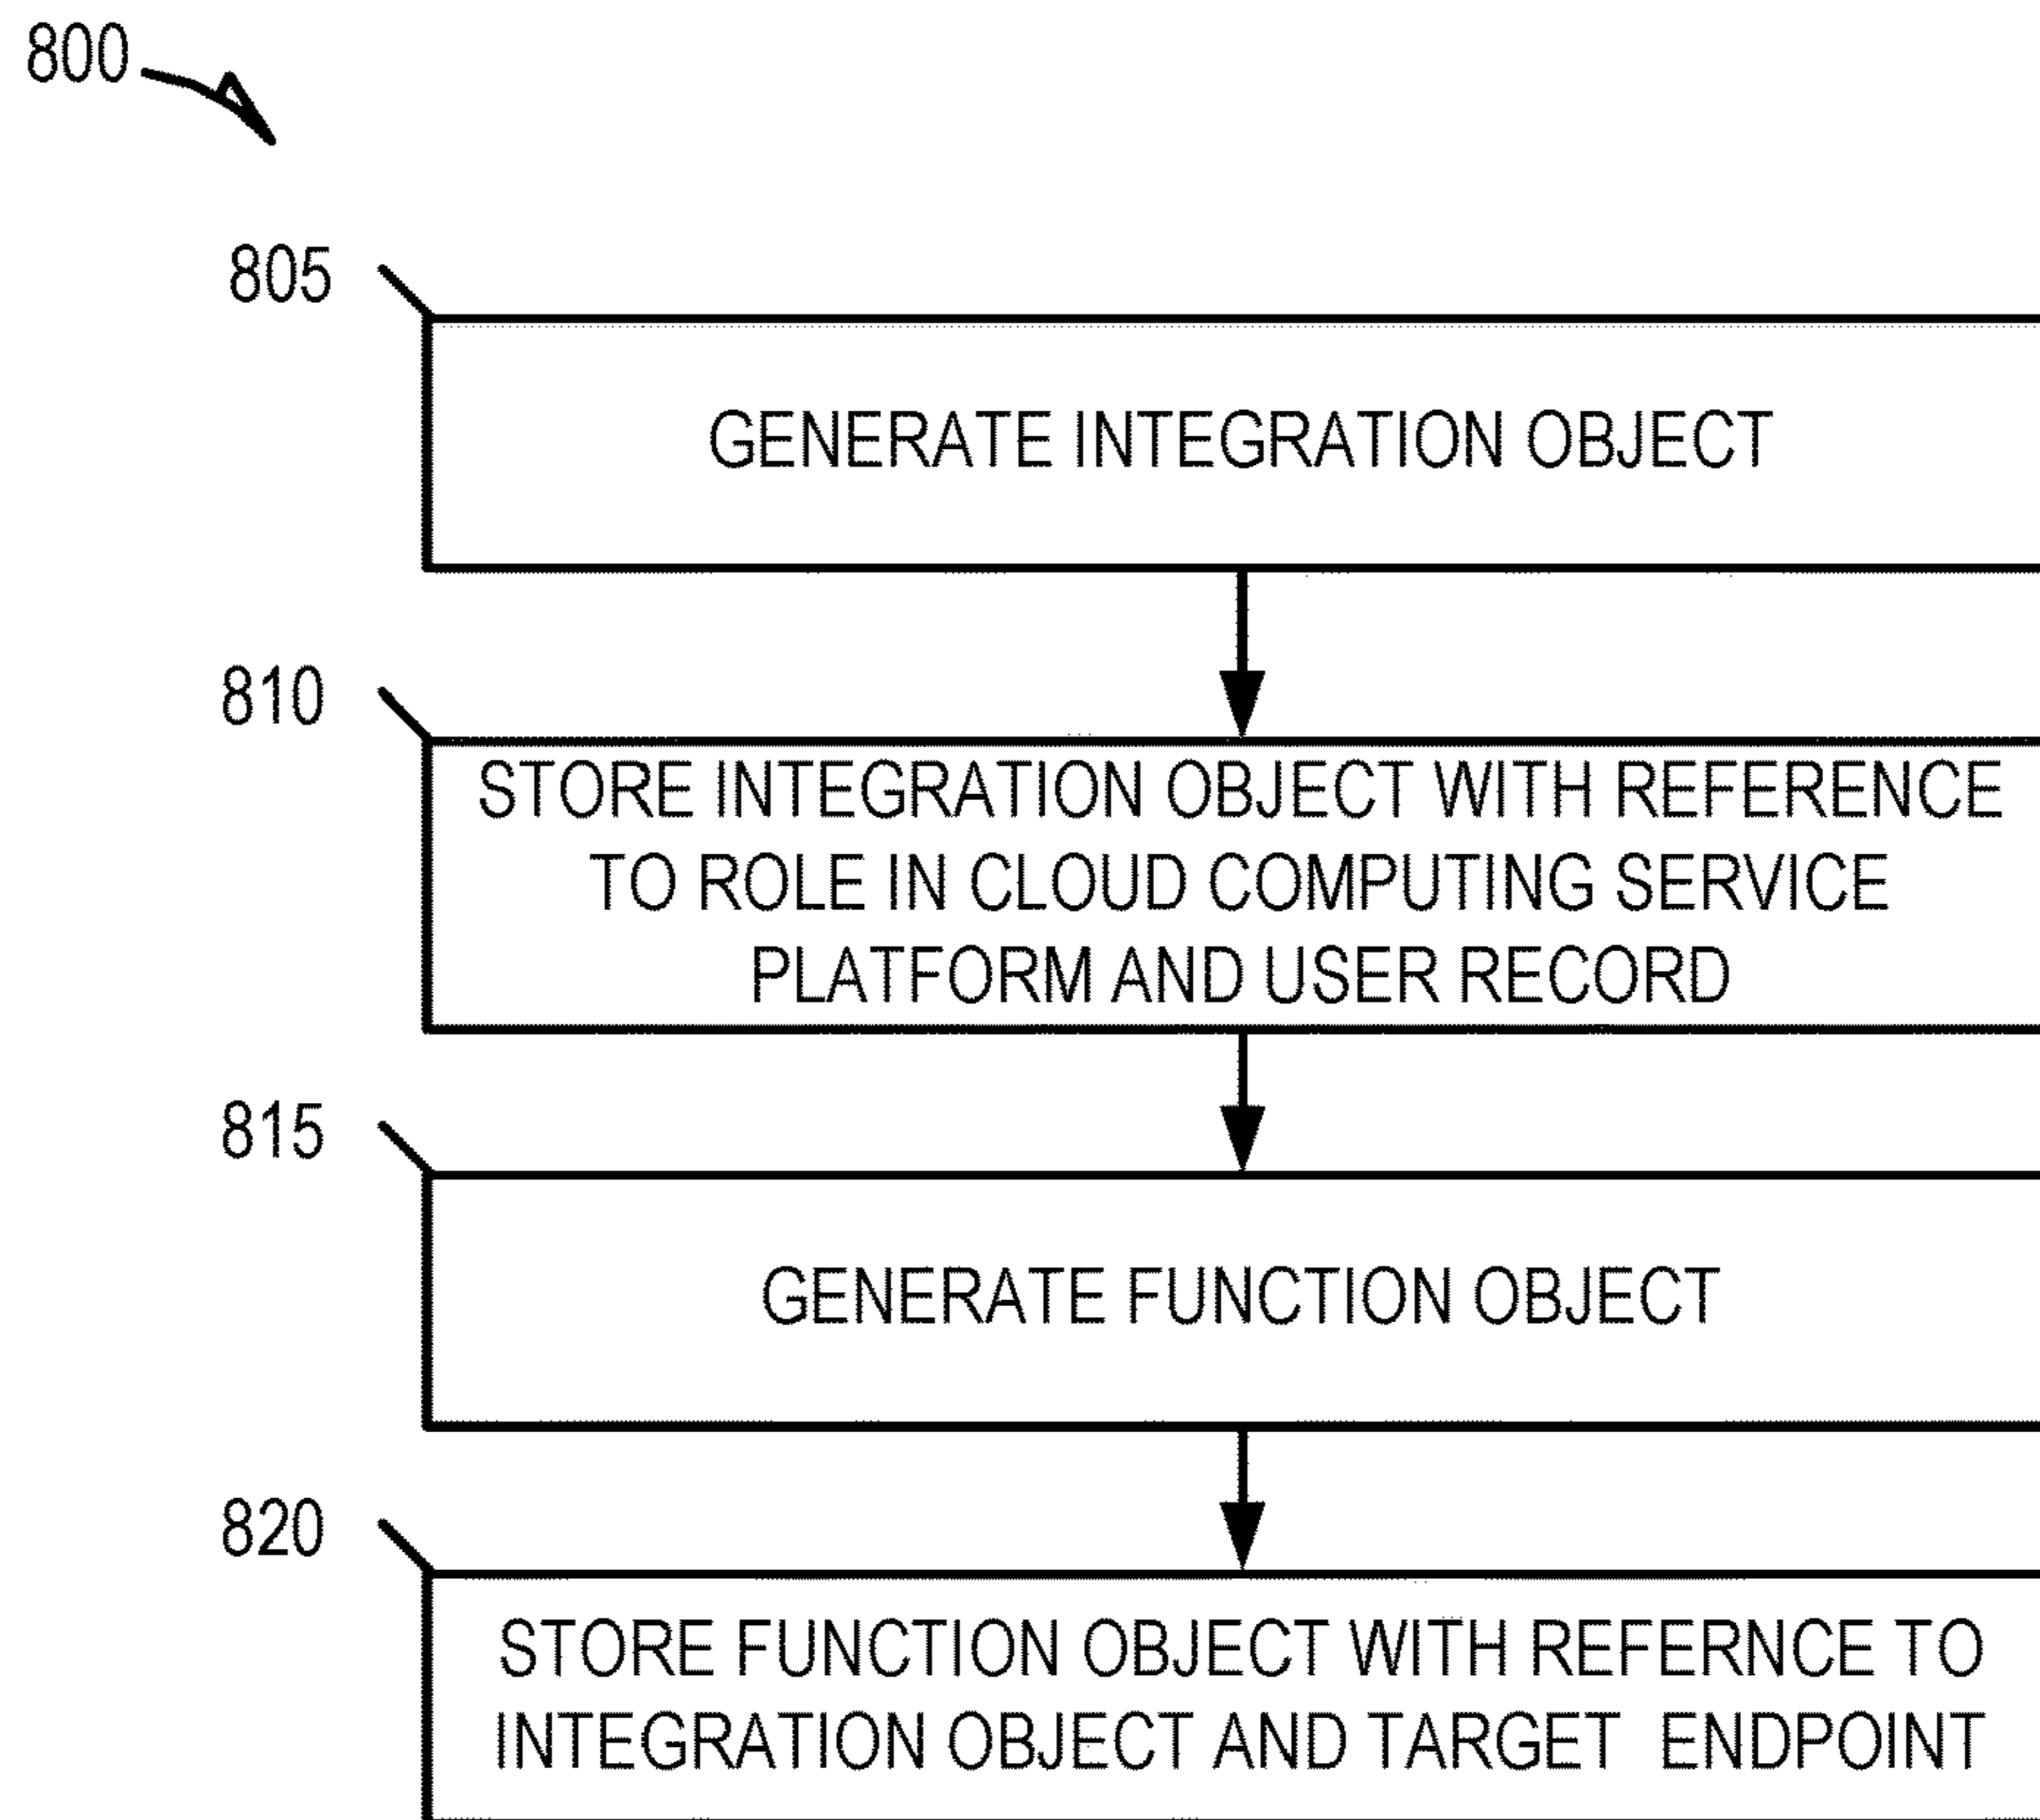 800
805
GENERATE INTEGRATION OBJECT
810
STORE INTEGRATION OBJECT WITH REFERENCE
TO ROLE IN CLOUD COMPUTING SERVICE
PLATFORM AND USER RECORD
815
GENERATE FUNCTION OBJECT
820
STORE FUNCTION OBJECT WITH REFERNCE TO
INTEGRATION OBJECT AND TARGET ENDPOINT